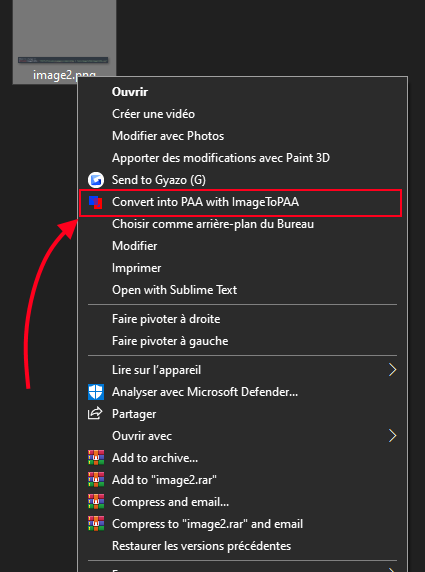 image2.png
Ouvrir
Créer une vidéo
Modifier avec Photos
Apporter des modifications avec Paint 3D
Send to Gyazo (G)
Convert into PAA with ImageToPAA
Choisir comme arrière-plan du Bureau
Modifier
Imprimer
Open with Sublime Text
Faire pivoter à droite
Faire pivoter à gauche
Lire sur l'appareil
Analyser avec Microsoft Defender...
Partager
Ouvrir avec
Add to archive...
Add to "image2.rar"
Compress and email...
Compress to "image2.rar" and email
Restaurer les versions précédentes